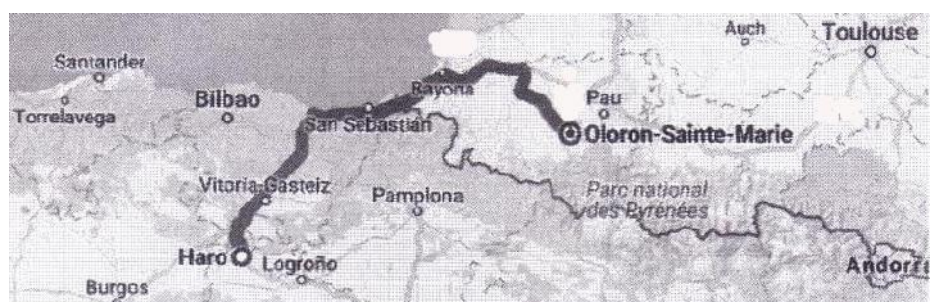 Auch
Toulouse
Santander
Bayona
Bilbao
Pau
Torrelavega
San Sebastián
Oloron-Sainte-Marie
Vitoria-Gasteiz
Pamplona
Parc national
des Pyrénées
Haro
Logroño
Andorra
Burgos